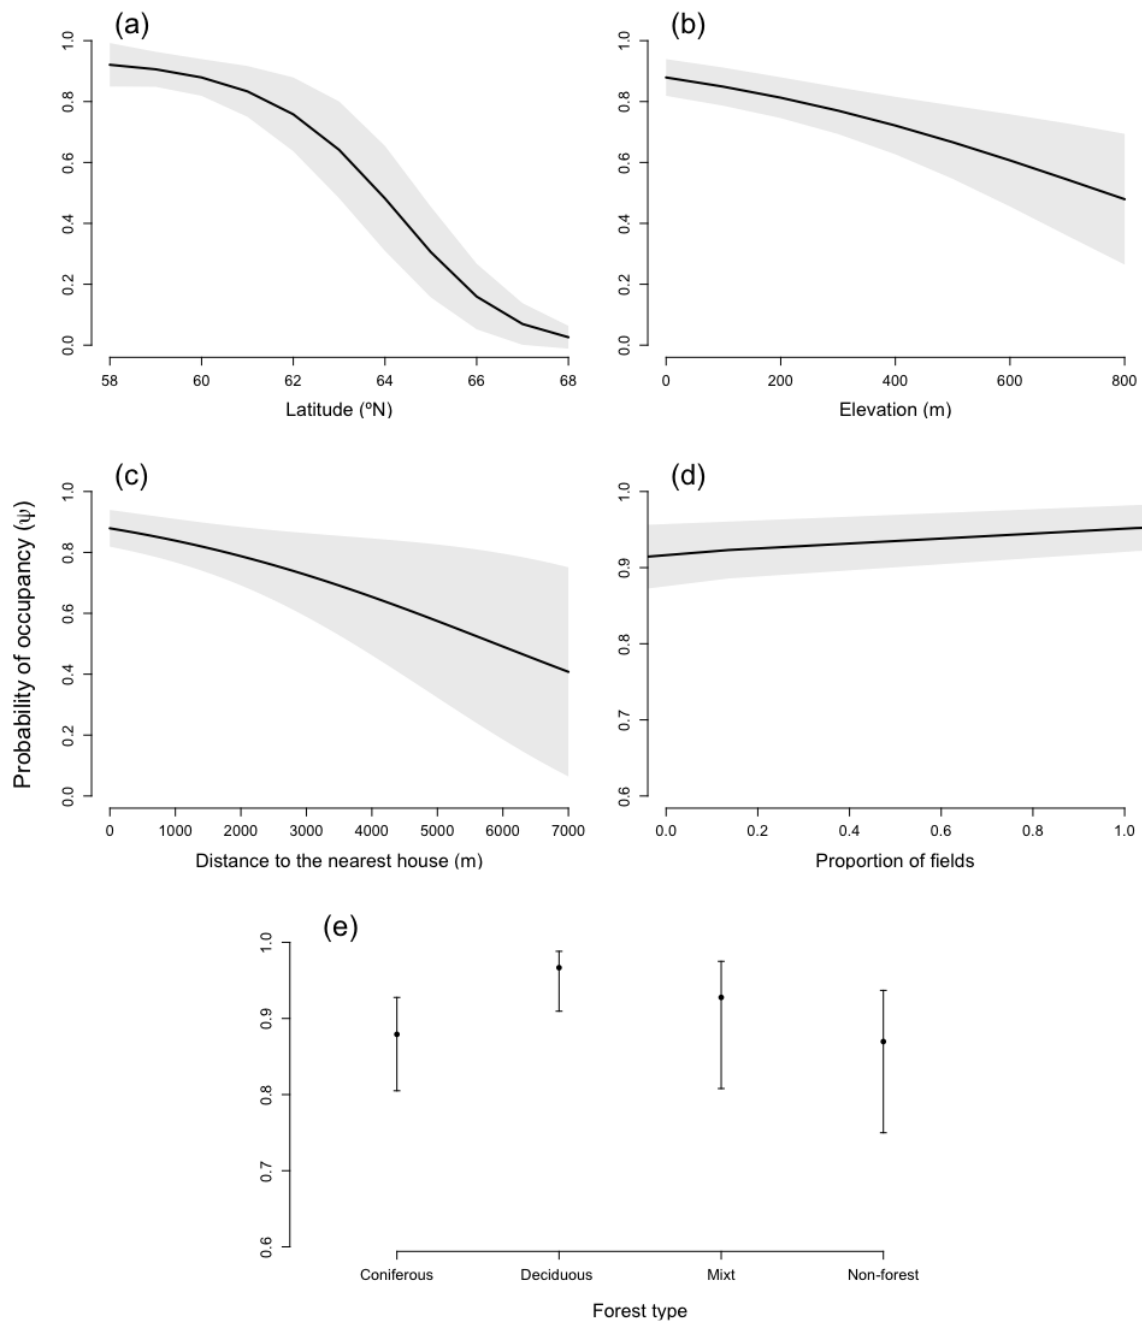 (a)
1.0
0.8
0.6
0.4
0.2
0.0
58 60 62 64 66 68
Latitude (ºN)
(b)
1.0
0.8
0.6
0.4
0.2
0.0
0 200 400 600 800
Elevation (m)
Probability of occupancy (ψ)
(c)
1.0
0.8
0.6
0.4
0.2
0.0
0 1000 2000 3000 4000 5000 6000 7000
Distance to the nearest house (m)
(d)
1.0
0.9
0.8
0.7
0.6
0.0 0.2 0.4 0.6 0.8 1.0
Proportion of fields
(e)
1.0
0.9
0.8
0.7
0.6
Coniferous Deciduous Mixt Non-forest
Forest type